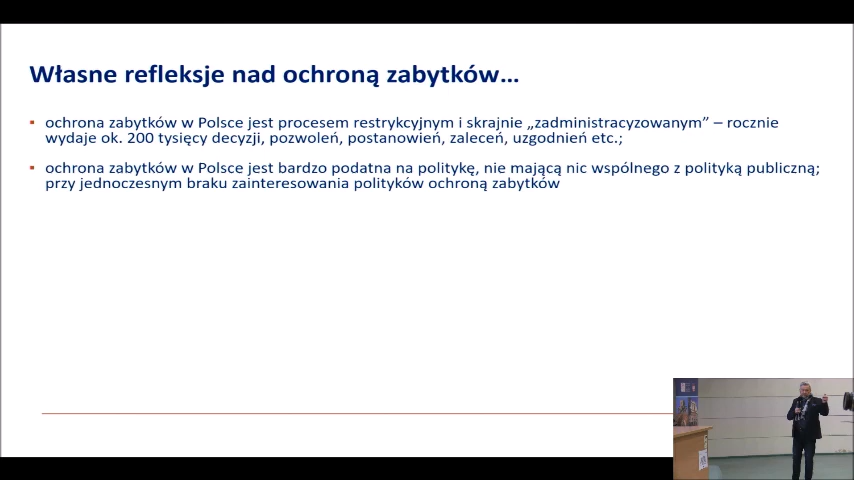 Własne refleksje nad ochroną zabytków...
▪ ochrona zabytków w Polsce jest procesem restrykcyjnym i skrajnie „zadministracyzowanym” – rocznie
wydaje ok. 200 tysięcy decyzji, pozwoleń, postanowień, zaleceń, uzgodnień etc.;
▪ ochrona zabytków w Polsce jest bardzo podatna na politykę, nie mającą nic wspólnego z polityką publiczną;
przy jednoczesnym braku zainteresowania polityków ochroną zabytków